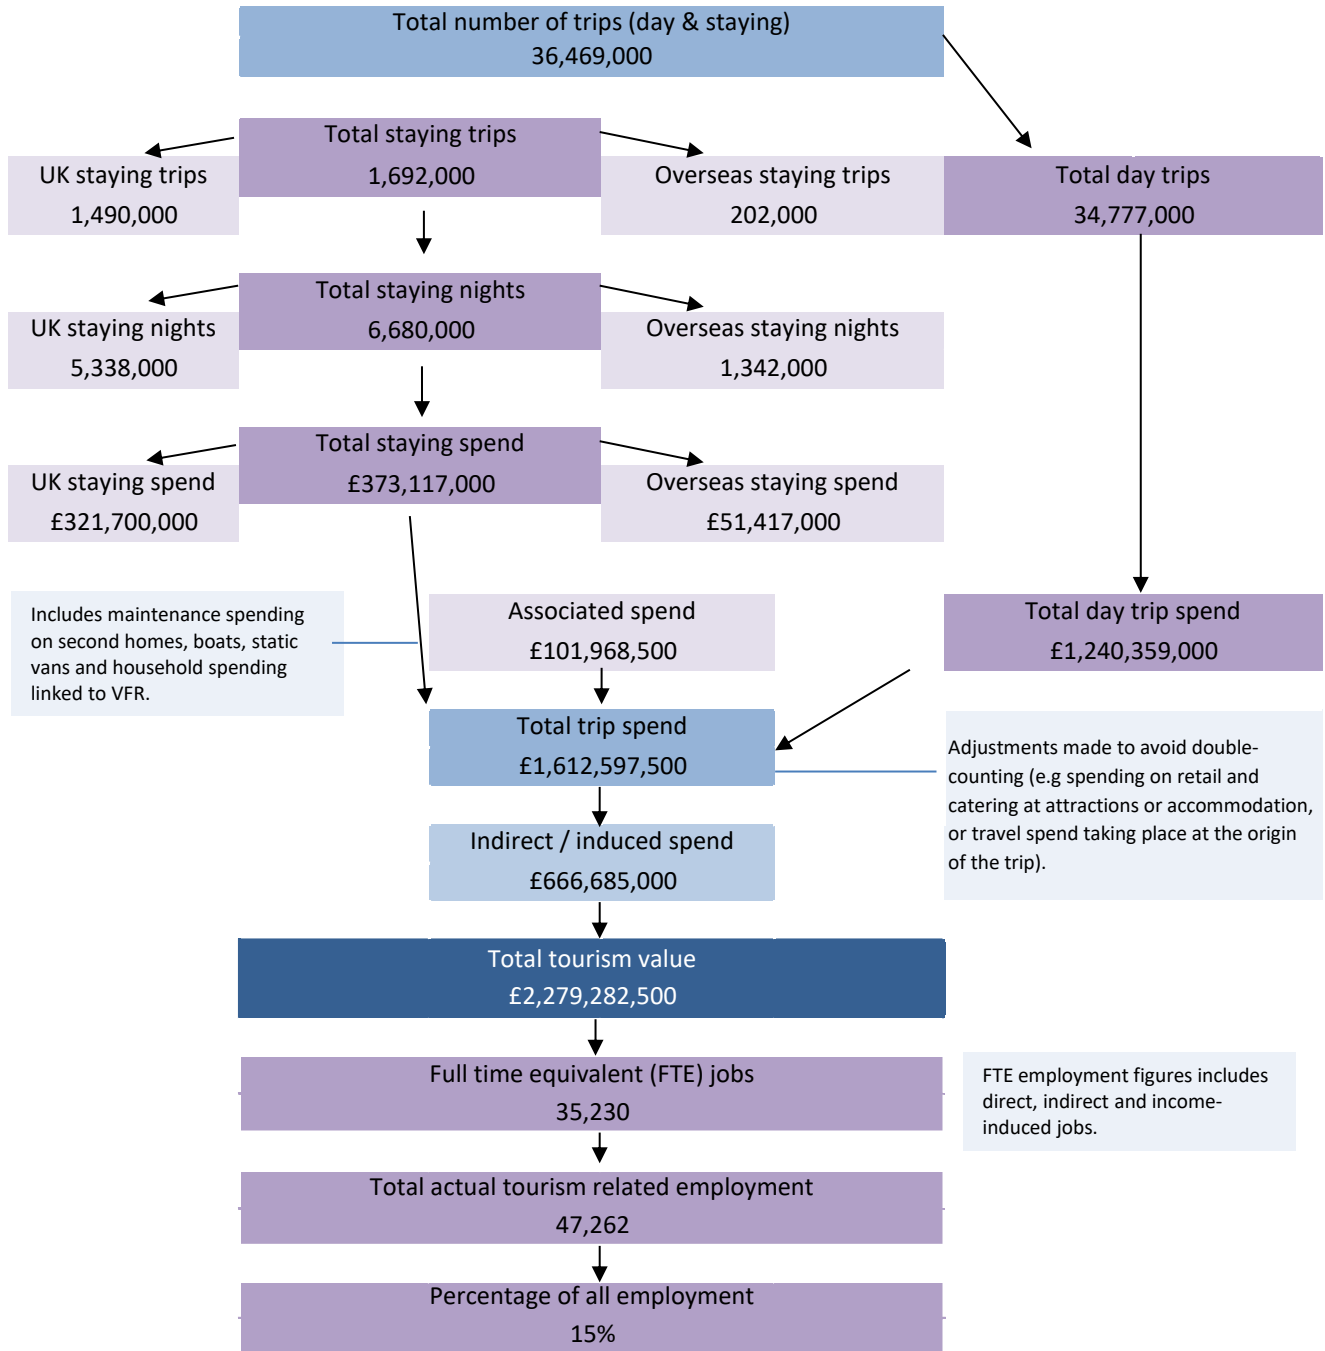 Total number of trips (day & staying)
36,469,000
Total staying trips
1,692,000
UK staying trips
1,490,000
Overseas staying trips
202,000
Total day trips
34,777,000
Total staying nights
6,680,000
UK staying nights
5,338,000
Overseas staying nights
1,342,000
Total staying spend
£373,117,000
UK staying spend
£321,700,000
Overseas staying spend
£51,417,000
Includes maintenance spending
on second homes, boats, static
vans and household spending
linked to VFR.
Associated spend
£101,968,500
Total day trip spend
£1,240,359,000
Total trip spend
£1,612,597,500
Adjustments made to avoid double-
counting (e.g spending on retail and
catering at attractions or accommodation,
or travel spend taking place at the origin
of the trip).
Indirect / induced spend
£666,685,000
Total tourism value
£2,279,282,500
Full time equivalent (FTE) jobs
35,230
FTE employment figures includes
direct, indirect and income-
induced jobs.
Total actual tourism related employment
47,262
Percentage of all employment
15%